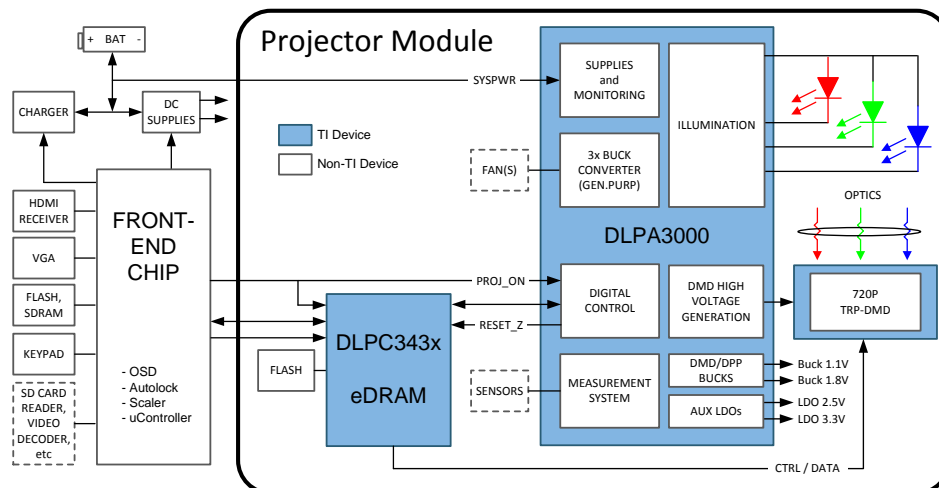 Projector Module
+ BAT -
CHARGER
DC
SUPPLIES
SYSPWR
SUPPLIES
and
MONITORING
ILLUMINATION
TI Device
Non-TI Device
FAN(S)
3x BUCK
CONVERTER
(GEN.PURP)
HDMI
RECEIVER
VGA
FLASH,
SDRAM
KEYPAD
SD CARD
READER,
VIDEO
DECODER,
etc
FRONT-
END
CHIP
- OSD
- Autolock
- Scaler
- uController
OPTICS
DLPA3000
PROJ_ON
RESET_Z
DLPC343x
eDRAM
FLASH
DIGITAL
CONTROL
DMD HIGH
VOLTAGE
GENERATION
720P
TRP-DMD
SENSORS
MEASUREMENT
SYSTEM
DMD/DPP
BUCKS
AUX LDOs
Buck 1.1V
Buck 1.8V
LDO 2.5V
LDO 3.3V
CTRL / DATA